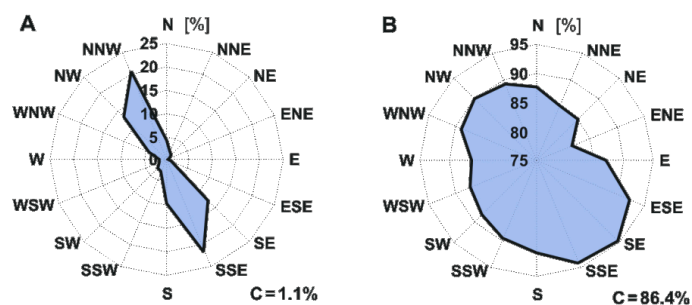 A
N [%]
NNW
NNE
NW
NE
WNW
ENE
W
E
WSW
ESE
SW
SE
SSW
SSE
S
25
20
15
10
5
0
C=1.1%
B
N [%]
NNW
NNE
NW
NE
WNW
ENE
W
E
WSW
ESE
SW
SE
SSW
SSE
S
95
90
85
80
75
C=86.4%